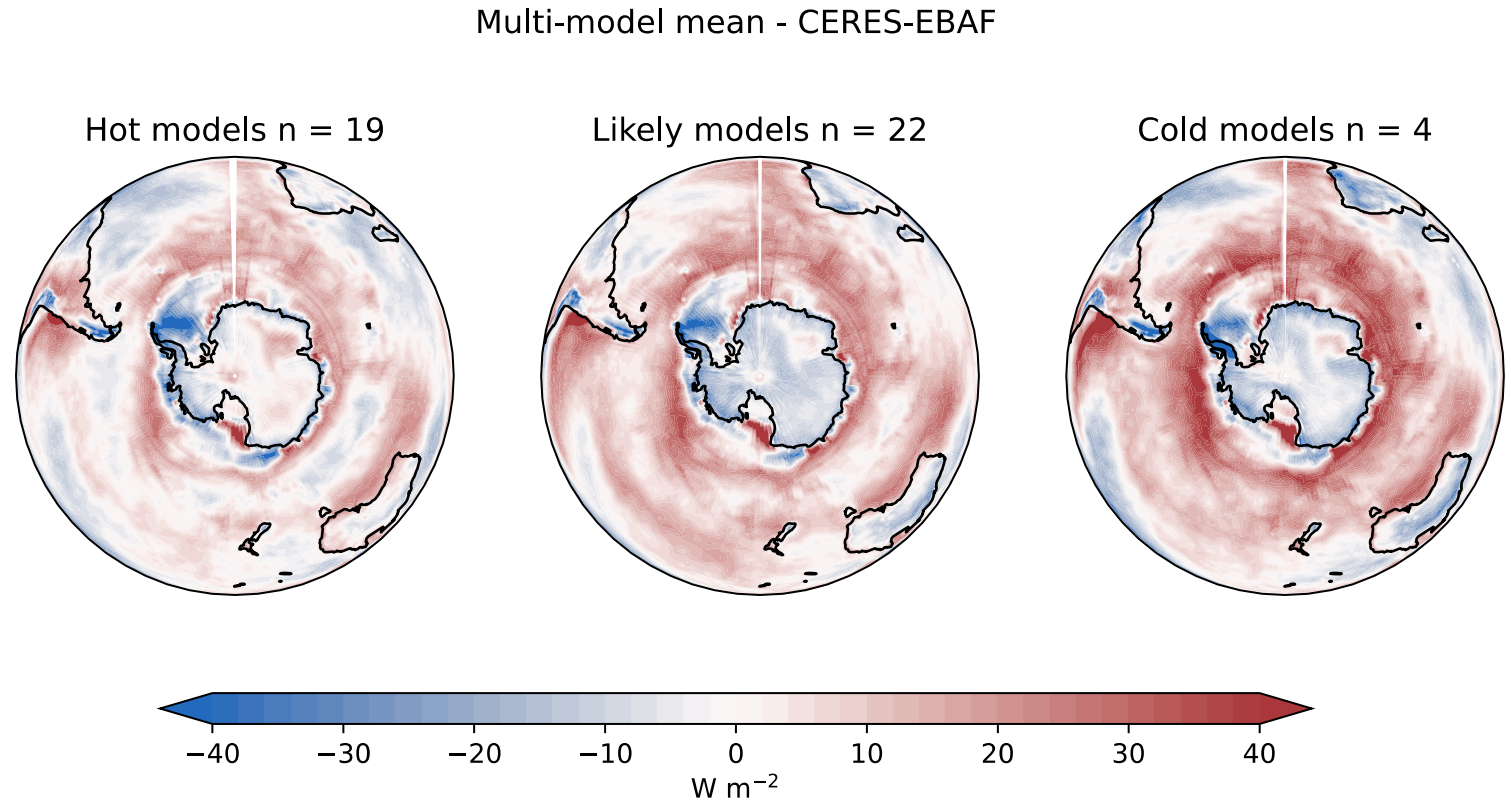 Multi-model mean - CERES-EBAF
Hot models n = 19
Likely models n = 22
Cold models n = 4
−40 −30 −20 −10 0 10 20 30 40
W m⁻²